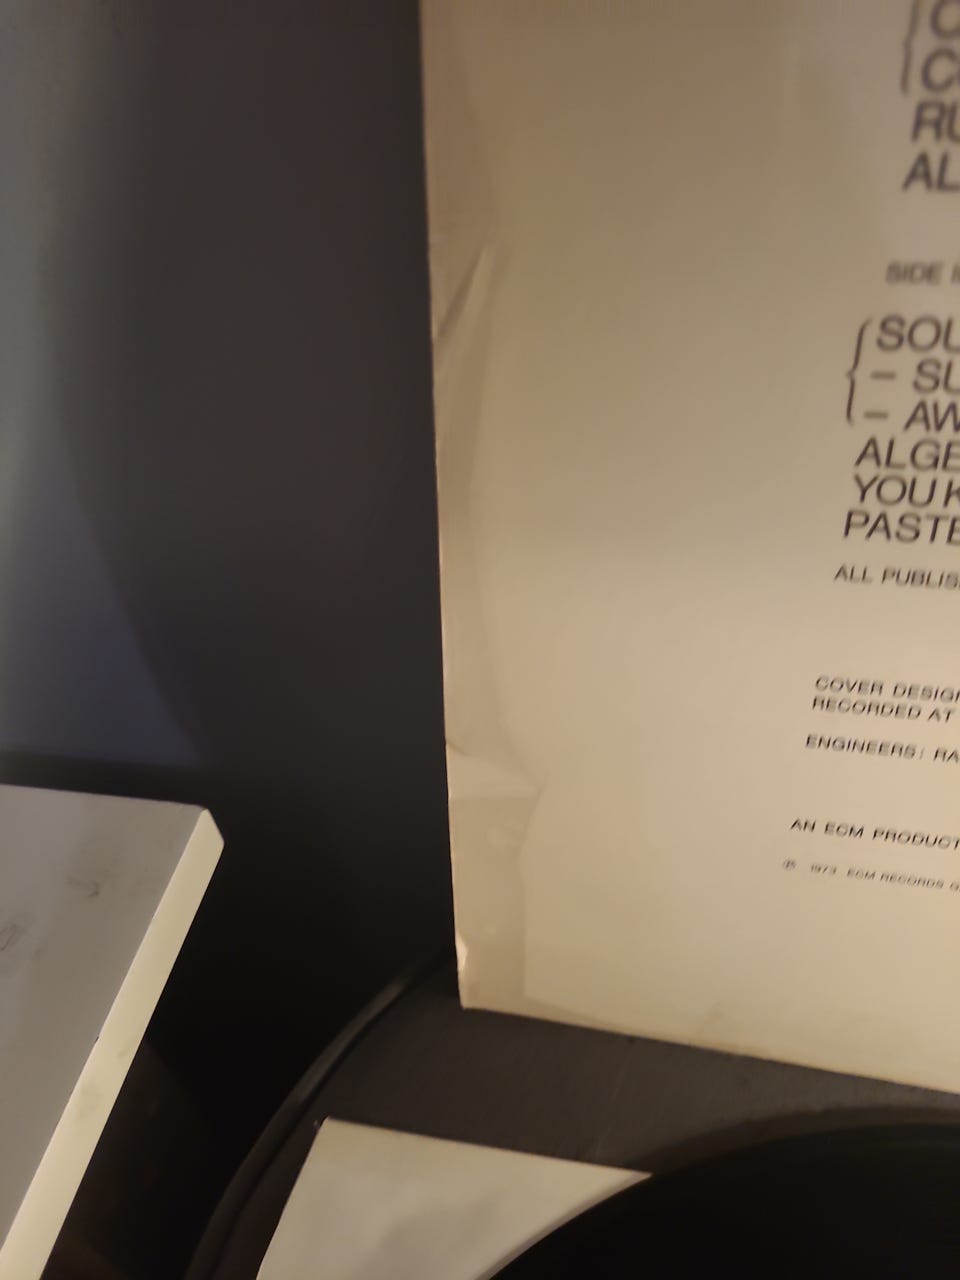 C
RU
AL
SIDE I
SOU
– SU
– AW
ALGE
YOU K
PASTE
ALL PUBLIS
COVER DESIGN
RECORDED AT
ENGINEERS: RA
AN ECM PRODUCT
℗ 1973 ECM RECORDS G